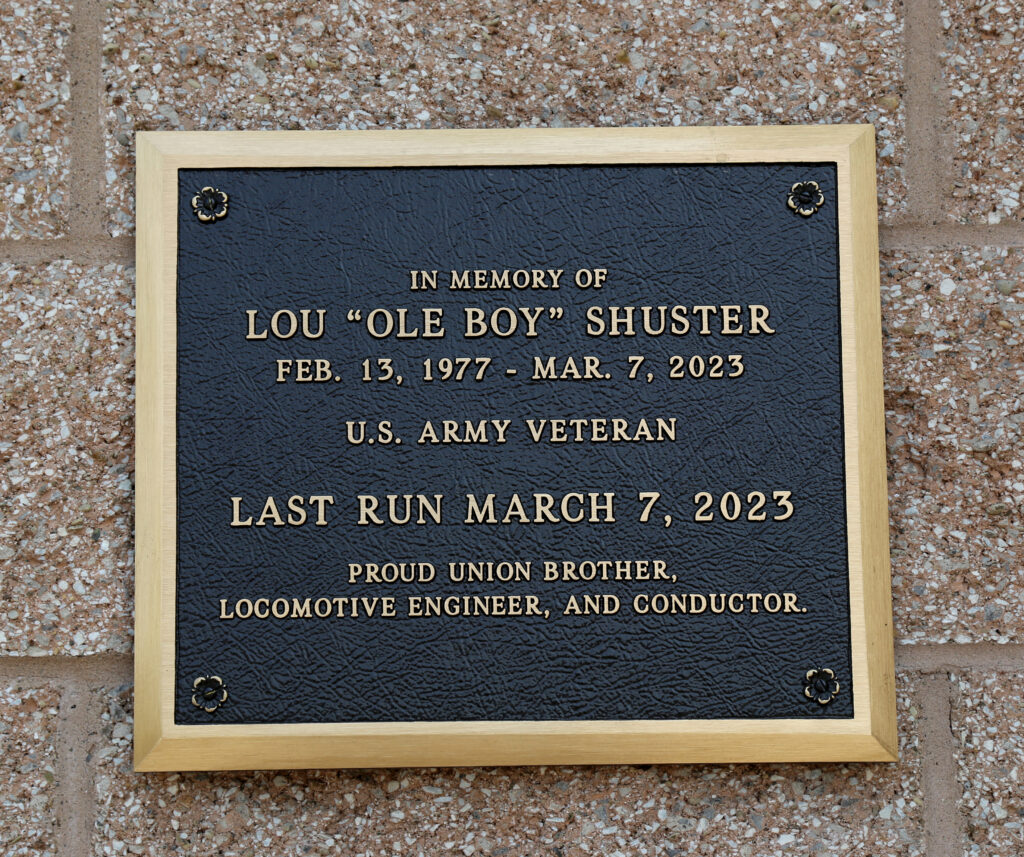 IN MEMORY OF
LOU “OLE BOY” SHUSTER
FEB. 13, 1977 - MAR. 7, 2023
U.S. ARMY VETERAN
LAST RUN MARCH 7, 2023
PROUD UNION BROTHER,
LOCOMOTIVE ENGINEER, AND CONDUCTOR.